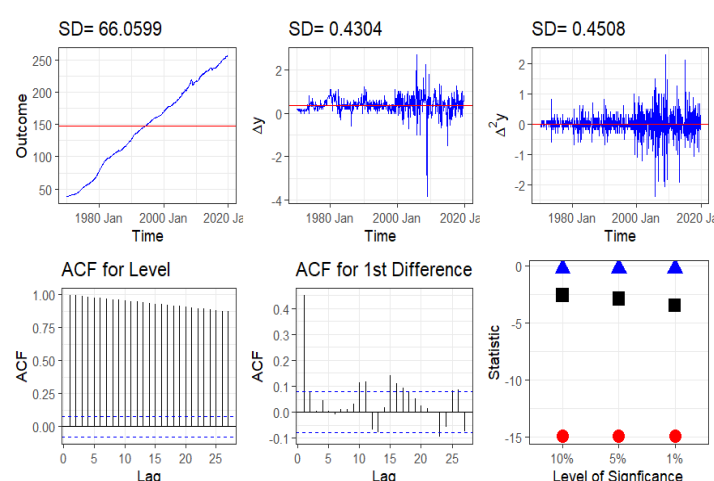 SD= 66.0599
SD= 0.4304
SD= 0.4508
Outcome
250
200
150
100
50
1980 Jan
2000 Jan
2020 Ja
Time
Δy
2
0
-2
-4
1980 Jan
2000 Jan
2020 Ja
Time
Δ²y
2
1
0
-1
-2
1980 Jan
2000 Jan
2020 Ja
Time
ACF for Level
ACF
1.00
0.75
0.50
0.25
0.00
0
5
10
15
20
25
Lag
ACF for 1st Difference
ACF
0.4
0.3
0.2
0.1
0.0
-0.1
0
5
10
15
20
25
Lag
Statistic
0
-5
-10
-15
10%
5%
1%
Level of Signficance